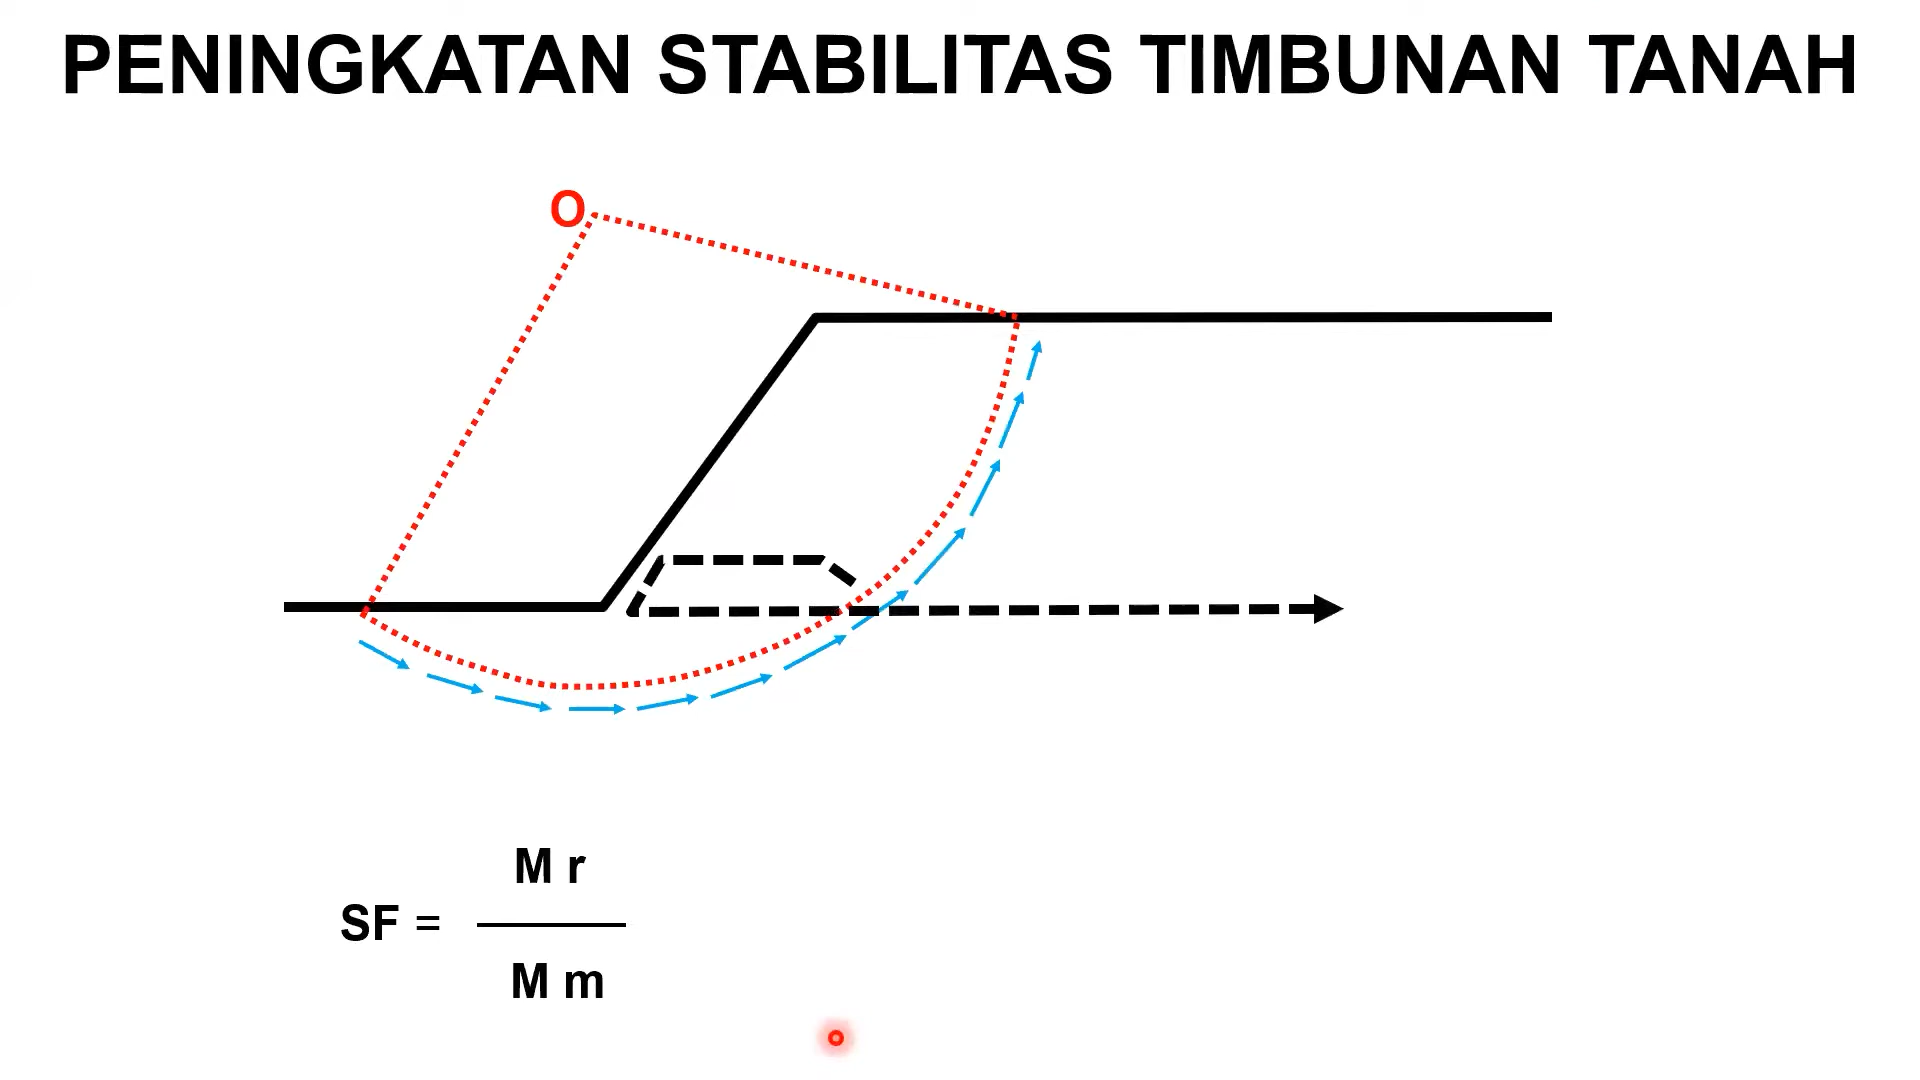 PENINGKATAN STABILITAS TIMBUNAN TANAH
O
M r
SF =
M m